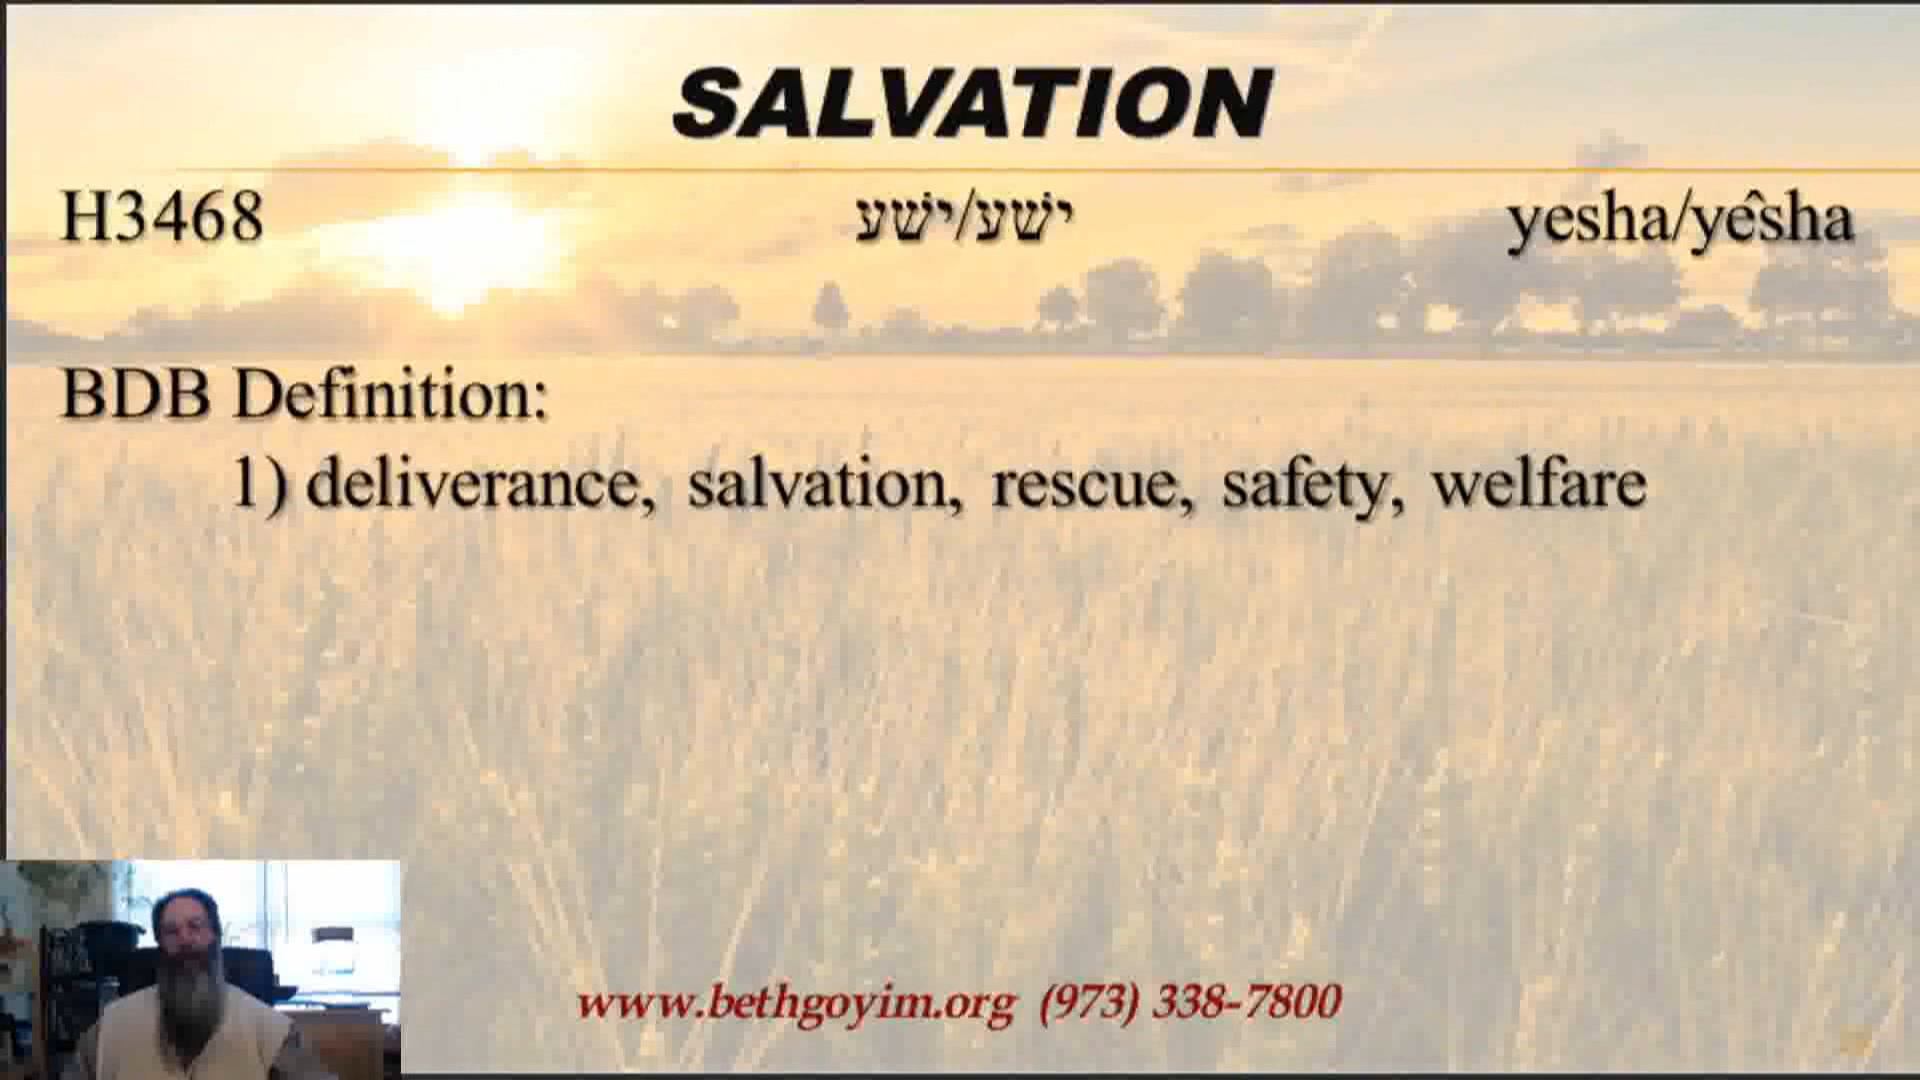 SALVATION
H3468 ישׁע/ישׁע yesha/yêsha
BDB Definition:
1) deliverance, salvation, rescue, safety, welfare
www.bethgoyim.org (973) 338-7800